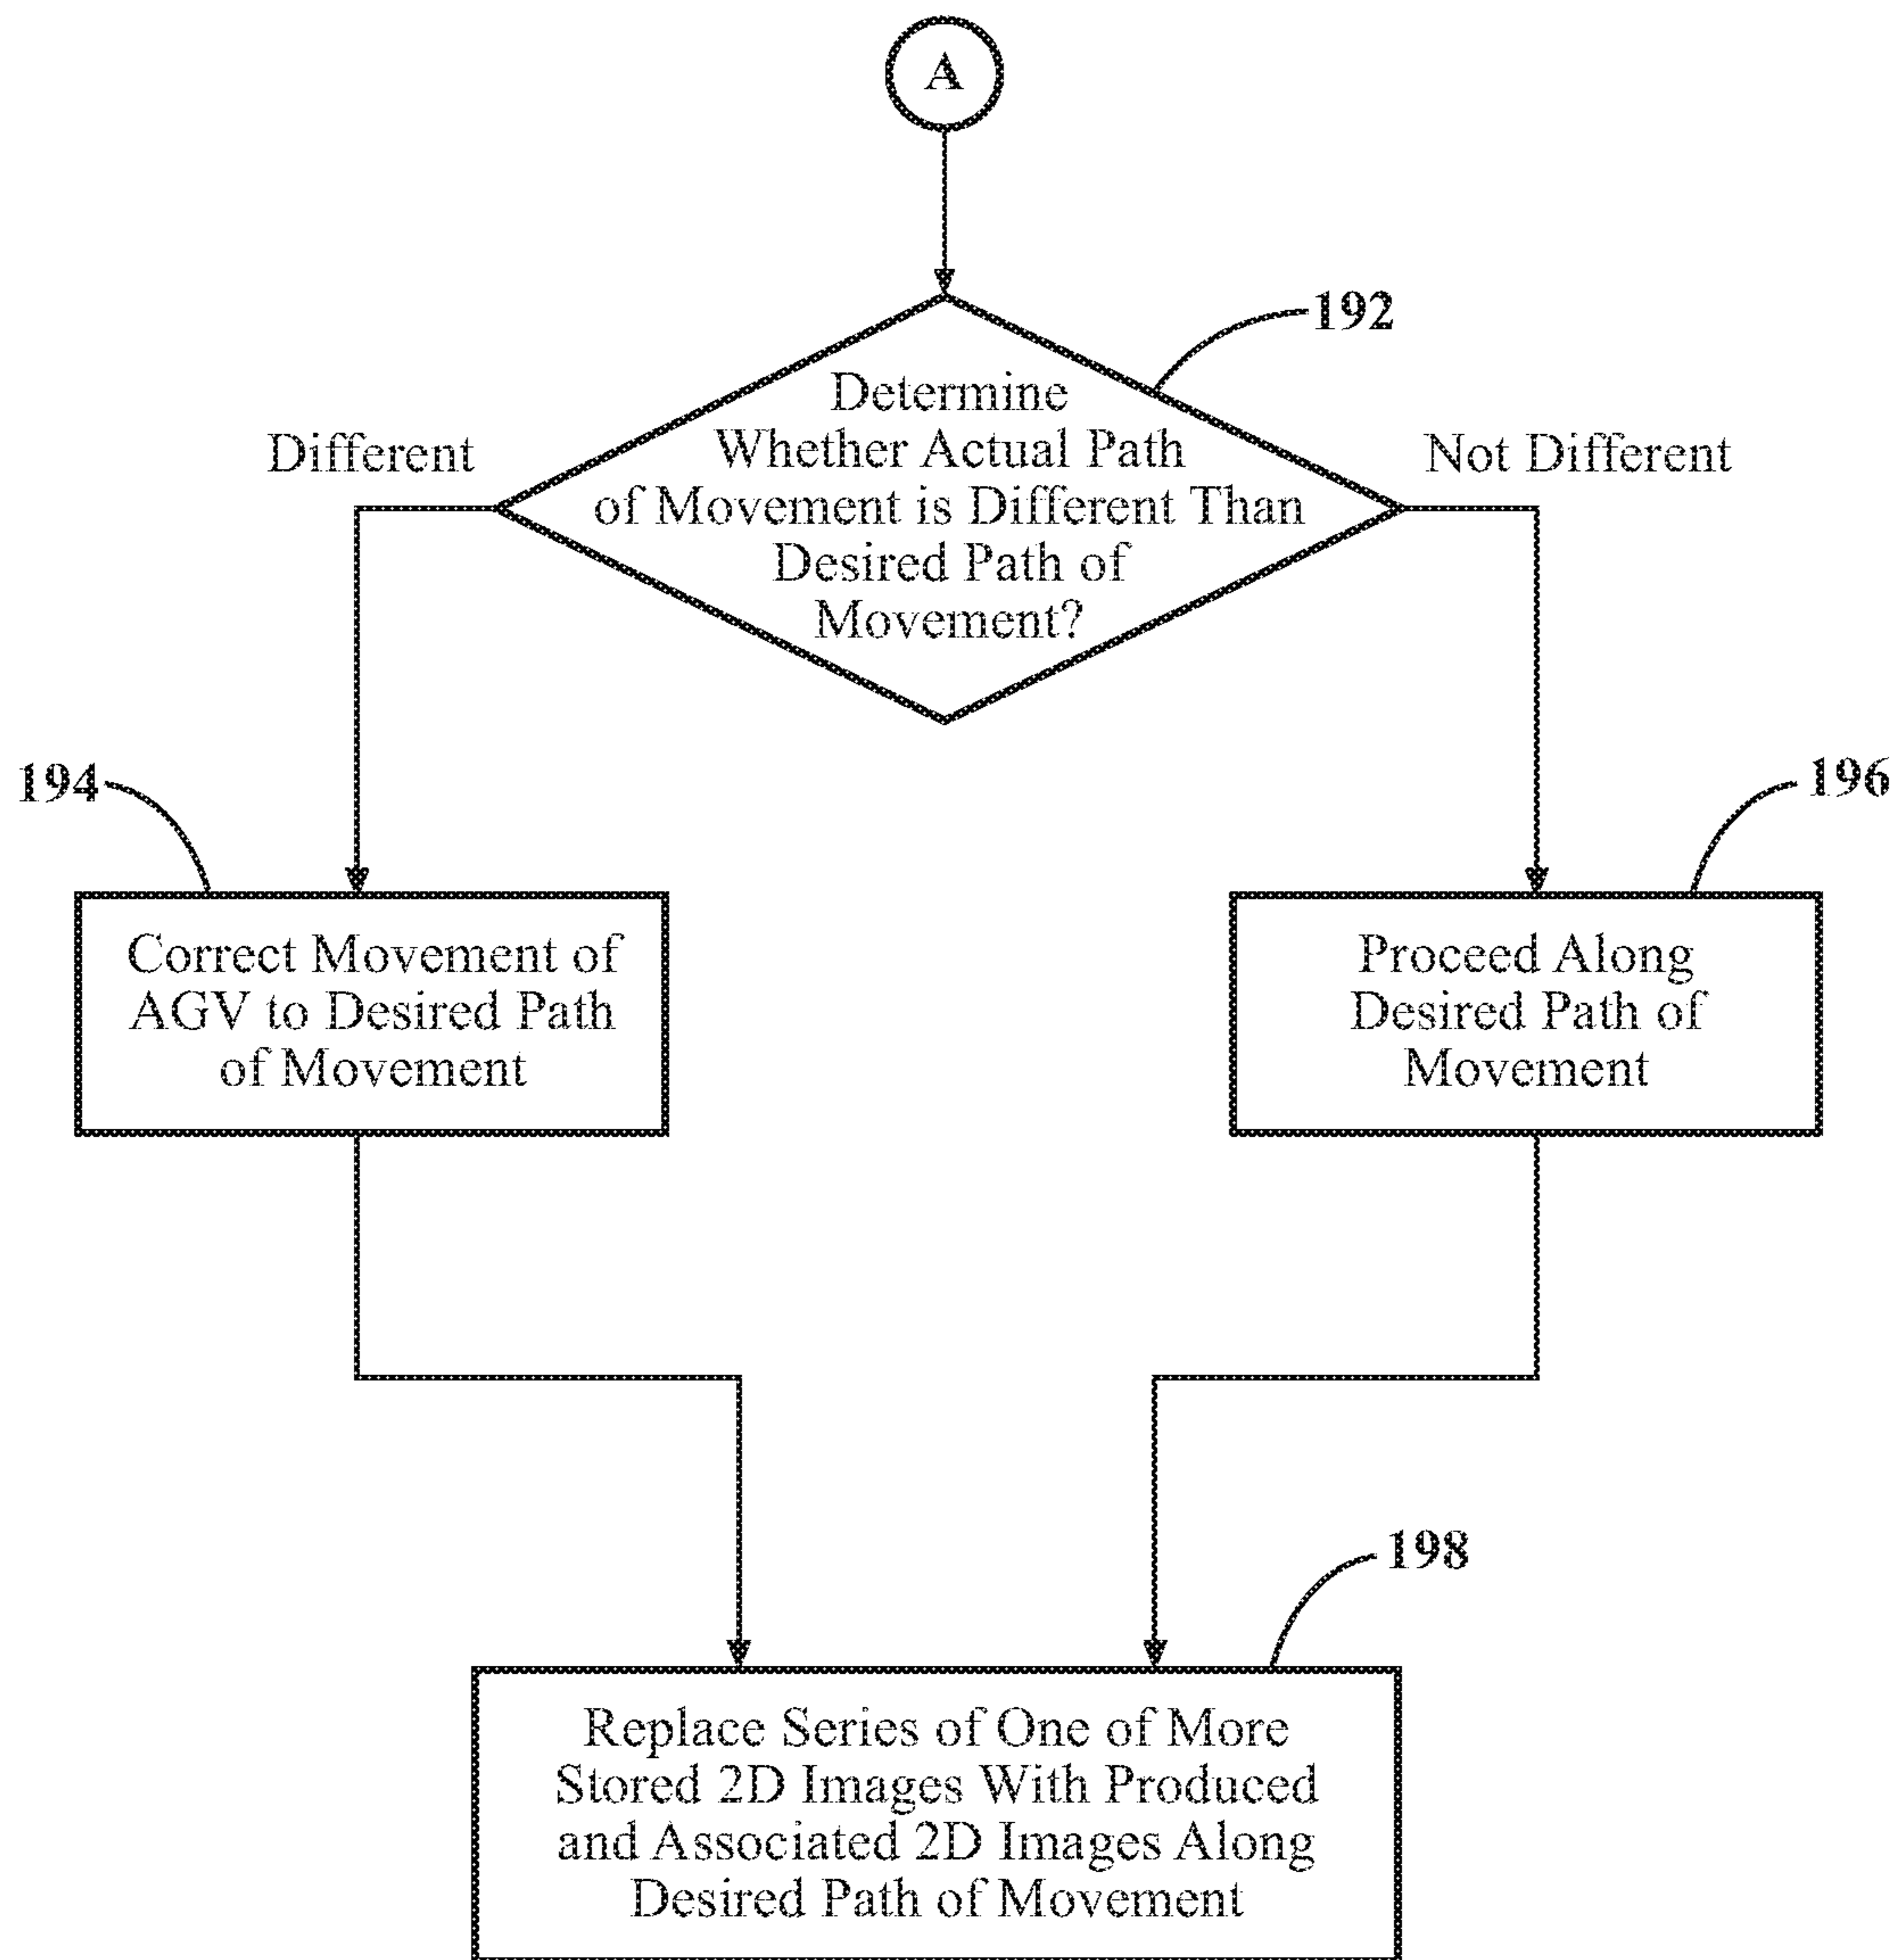 A
192
Determine
Whether Actual Path
of Movement is Different Than
Desired Path of
Movement?
Different
Not Different
194
Correct Movement of
AGV to Desired Path
of Movement
196
Proceed Along
Desired Path of
Movement
198
Replace Series of One of More
Stored 2D Images With Produced
and Associated 2D Images Along
Desired Path of Movement